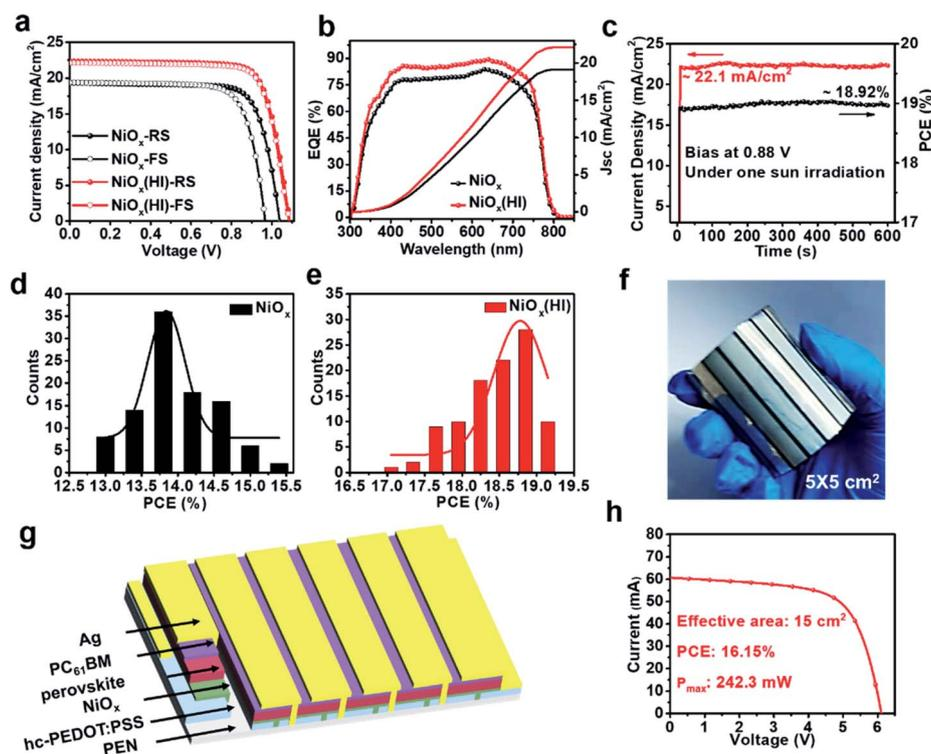 a
Current density (mA/cm²)
25
20
15
10
5
0
NiOₓ-RS
NiOₓ-FS
NiOₓ(HI)-RS
NiOₓ(HI)-FS
0.0 0.2 0.4 0.6 0.8 1.0
Voltage (V)
b
EQE (%)
90
75
60
45
30
15
0
NiOₓ
NiOₓ(HI)
20
15
10
5
0
Jsc (mA/cm²)
300 400 500 600 700 800
Wavelength (nm)
c
Current Density (mA/cm²)
25
20
15
10
5
~ 22.1 mA/cm²
~ 18.92%
Bias at 0.88 V
Under one sun irradiation
20
19
18
17
PCE (%)
0 100 200 300 400 500 600
Time (s)
d
Counts
40
35
30
25
20
15
10
5
0
NiOₓ
12.5 13.0 13.5 14.0 14.5 15.0 15.5
PCE (%)
e
Counts
35
30
25
20
15
10
5
0
NiOₓ(HI)
16.5 17.0 17.5 18.0 18.5 19.0 19.5
PCE (%)
f
5X5 cm²
g
Ag
PC₆₁BM
perovskite
NiOₓ
hc-PEDOT:PSS
PEN
h
Current (mA)
80
70
60
50
40
30
20
10
0
Effective area: 15 cm²
PCE: 16.15%
Pₘₐₓ: 242.3 mW
0 1 2 3 4 5 6
Voltage (V)